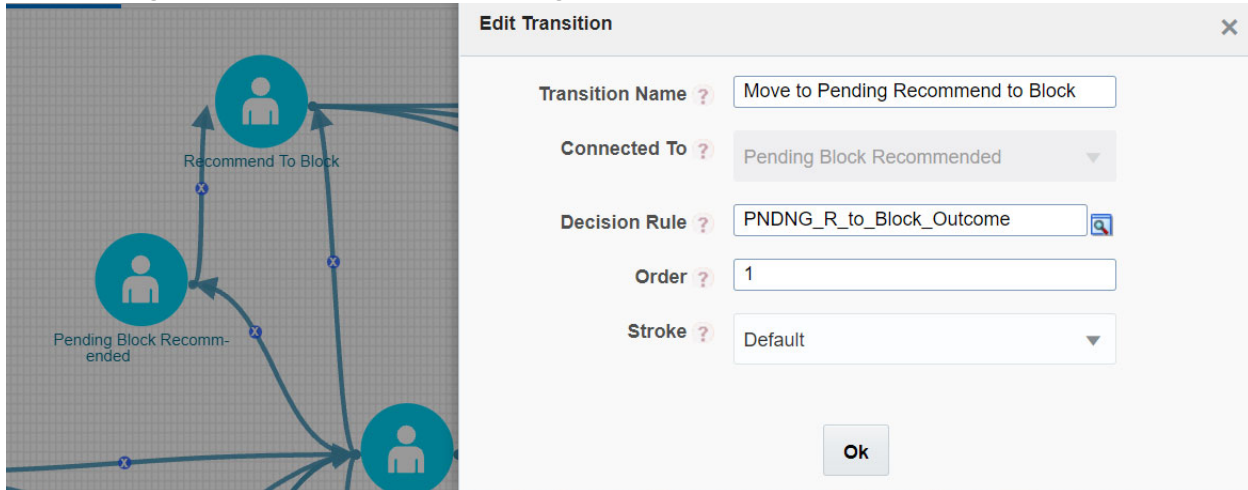 Edit Transition
×
Transition Name ?
Move to Pending Recommend to Block
Connected To ?
Pending Block Recommended
Decision Rule ?
PNDNG_R_to_Block_Outcome
Order ?
1
Stroke ?
Default
Ok
Recommend To Block
X
Pending Block Recomm-
ended
X
X
X